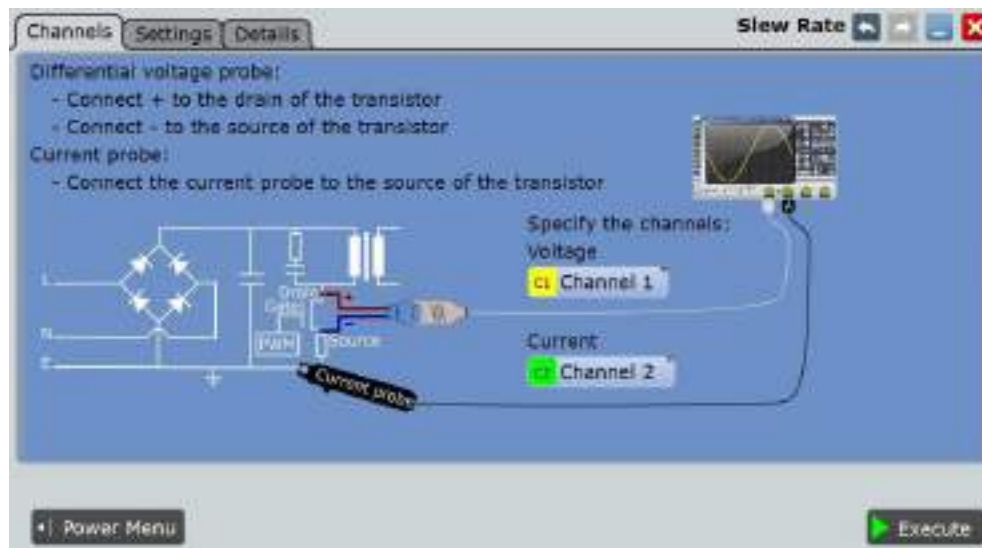 Channels Settings Details Slew Rate
Differential voltage probe:
- Connect + to the drain of the transistor
- Connect - to the source of the transistor
Current probe:
- Connect the current probe to the source of the transistor
Specify the channels:
Voltage
C1 Channel 1
Drain
Gate
L
N
PWM
Source
Current
C2 Channel 2
Current probe
Power Menu
Execute